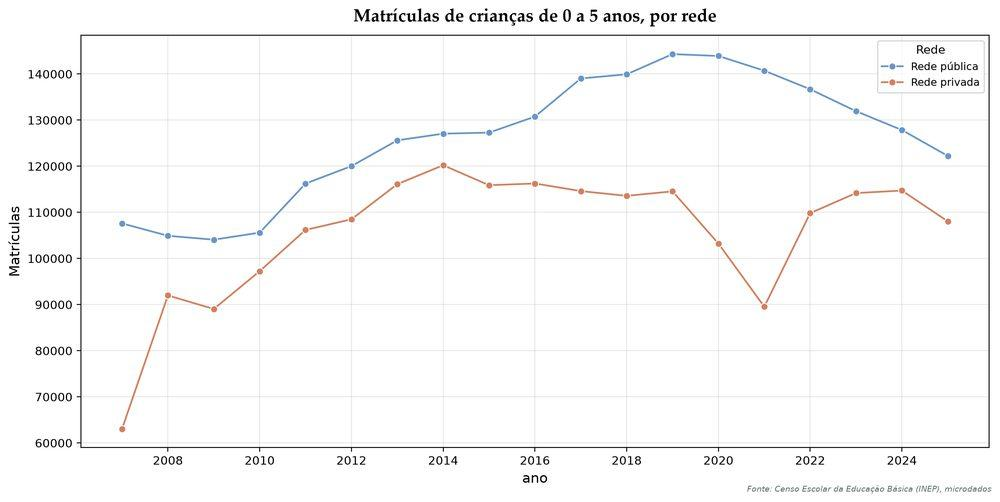 Matrículas de crianças de 0 a 5 anos, por rede
Rede
Rede pública
Rede privada
Matrículas
140000
130000
120000
110000
100000
90000
80000
70000
60000
2008 2010 2012 2014 2016 2018 2020 2022 2024
ano
Fonte: Censo Escolar da Educação Básica (INEP), microdados